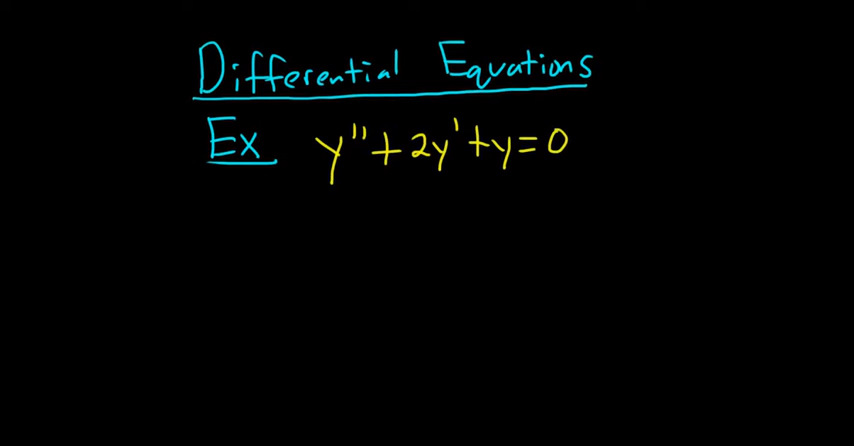 Differential Equations
Ex y'' + 2y' + y = 0